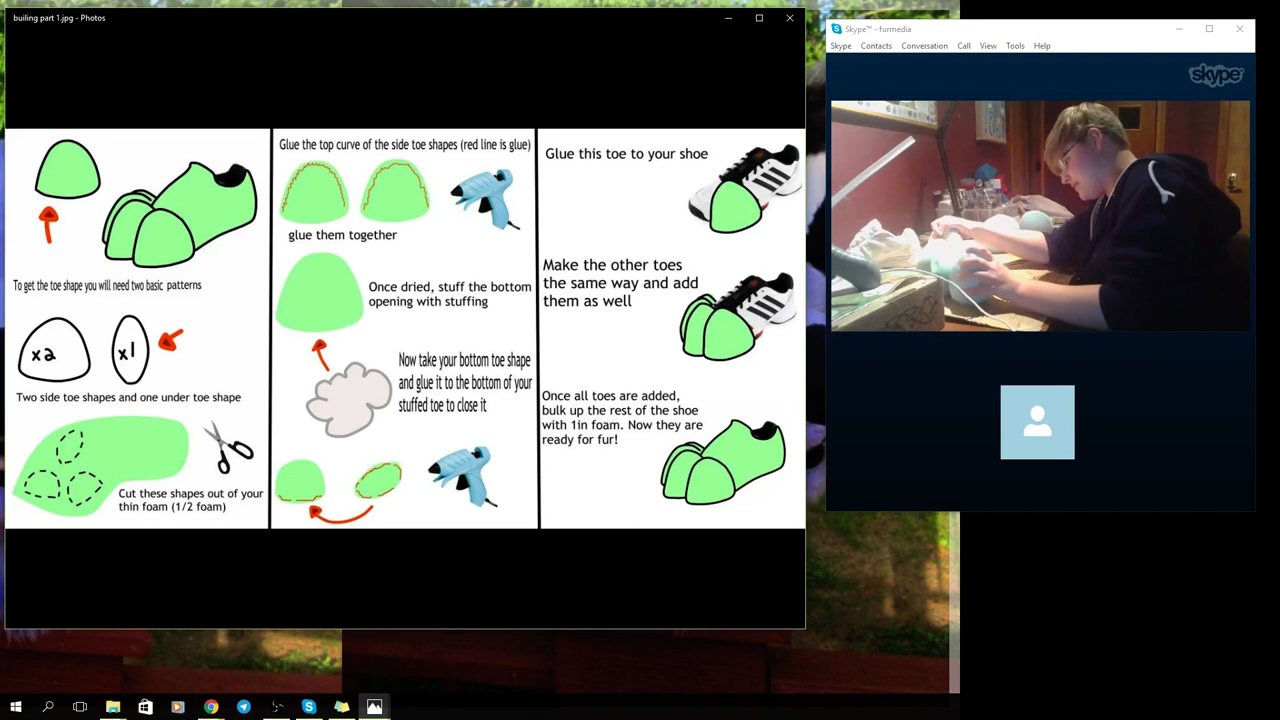 builing part 1.jpg - Photos
To get the toe shape you will need two basic patterns
x2
x1
Two side toe shapes and one under toe shape
Cut these shapes out of your
thin foam (1/2 foam)
Glue the top curve of the side toe shapes (red line is glue)
glue them together
Once dried, stuff the bottom
opening with stuffing
Now take your bottom toe shape
and glue it to the bottom of your
stuffed toe to close it
Glue this toe to your shoe
Make the other toes
the same way and add
them as well
Once all toes are added,
bulk up the rest of the shoe
with 1in foam. Now they are
ready for fur!
Skype™ - furmedia
Skype Contacts Conversation Call View Tools Help
skype